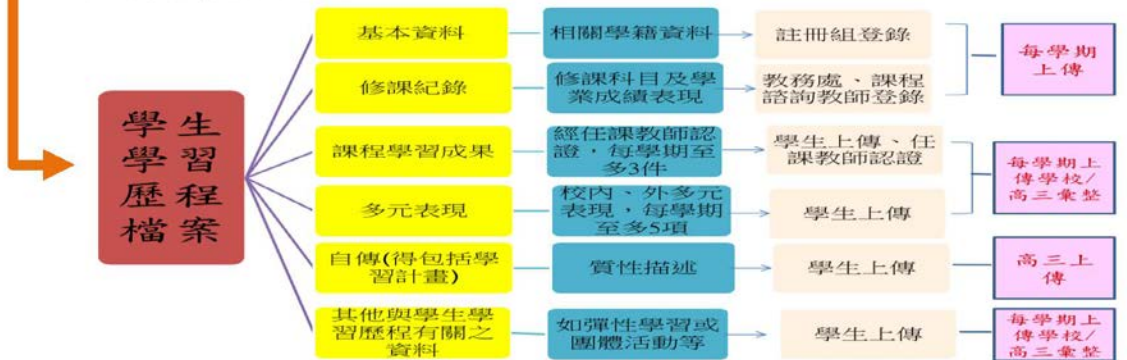 學生
學習
歷程
檔案
基本資料
相關學籍資料
註冊組登錄
每學期
上傳
修課紀錄
修課科目及學
業成績表現
教務處、課程
諮詢教師登錄
課程學習成果
經任課教師認
證，每學期至
多3件
學生上傳、任
課教師認證
每學期上
傳學校/
高三彙整
多元表現
校內、外多元
表現，每學期
至多5項
學生上傳
自傳(得包括學
習計畫)
質性描述
學生上傳
高三上
傳
其他與學生學
習歷程有關之
資料
如彈性學習或
團體活動等
學生上傳
每學期上
傳學校/
高三彙整